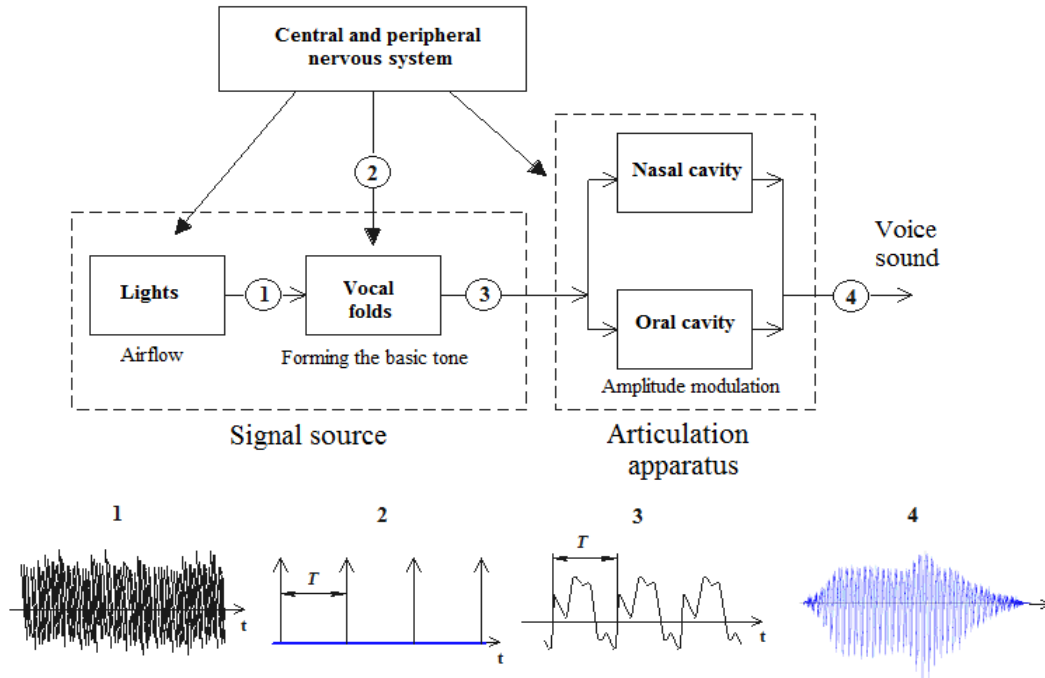 Central and peripheral
nervous system
2
Nasal cavity
Voice
sound
Lights
1
Vocal
folds
3
Oral cavity
4
Airflow
Forming the basic tone
Amplitude modulation
Signal source
Articulation
apparatus
1
2
3
4
T
T
t
t
t